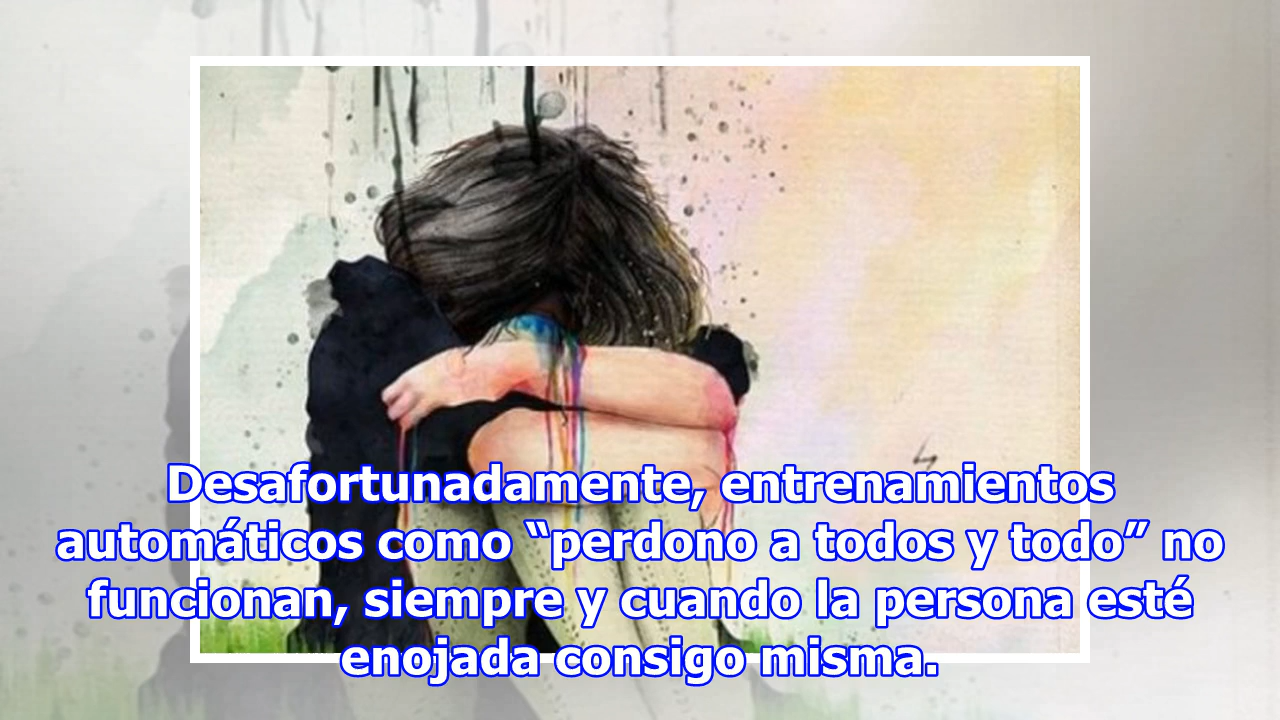 Desafortunadamente, entrenamientos
automáticos como “perdono a todos y todo” no
funcionan, siempre y cuando la persona esté
enojada consigo misma.